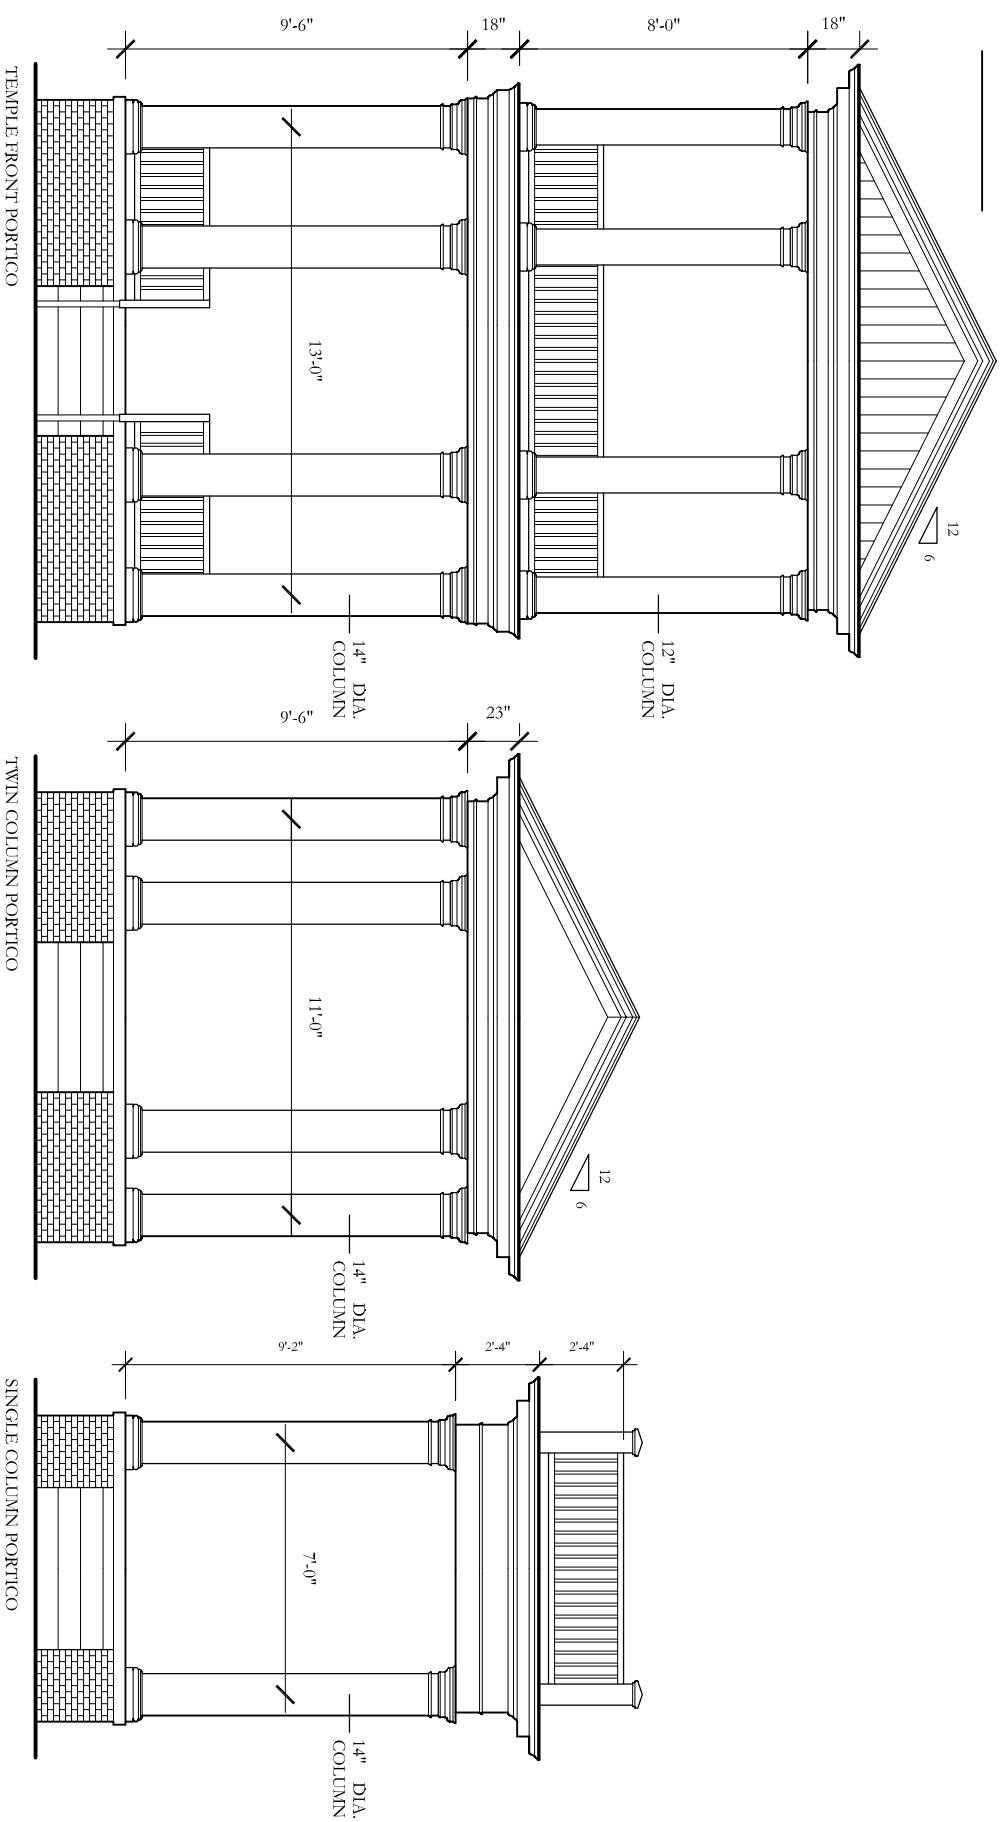 18"
8'-0"
18"
9'-6"
12
6
12" DIA.
COLUMN
13'-0"
14" DIA.
COLUMN
TEMPLE FRONT PORTICO
23"
9'-6"
12
6
11'-0"
14" DIA.
COLUMN
TWIN COLUMN PORTICO
2'-4"
2'-4"
9'-2"
7'-0"
14" DIA.
COLUMN
SINGLE COLUMN PORTICO